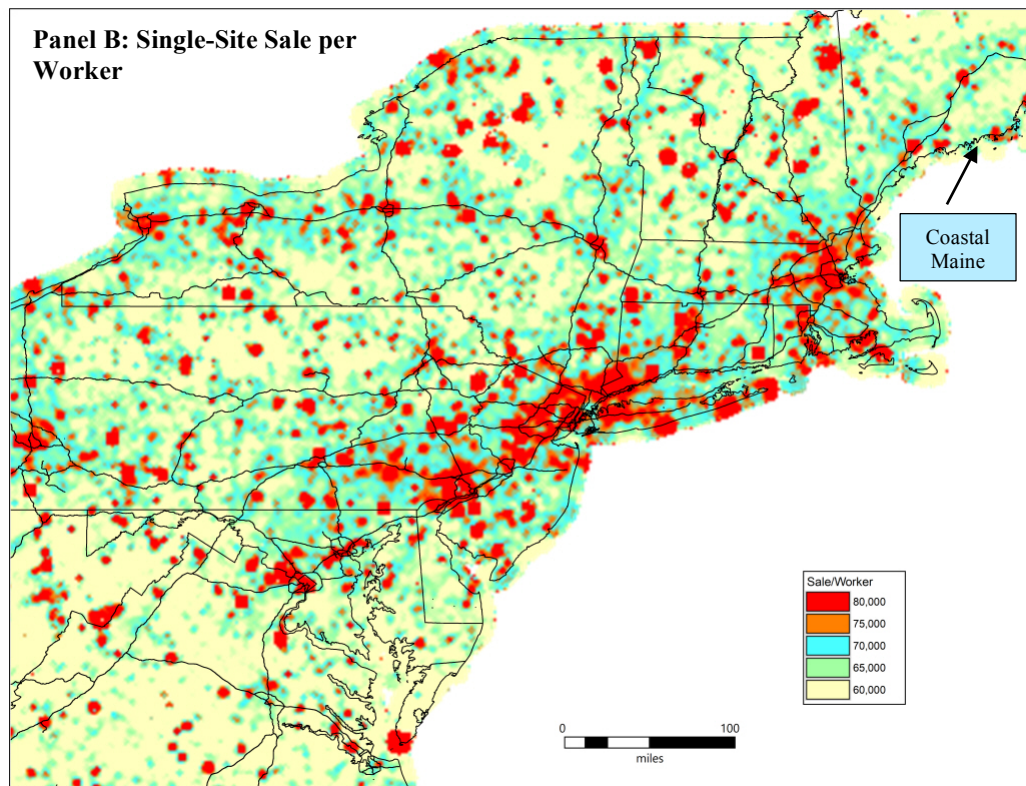 Panel B: Single-Site Sale per
Worker
Coastal
Maine
Sale/Worker
80,000
75,000
70,000
65,000
60,000
0 100
miles